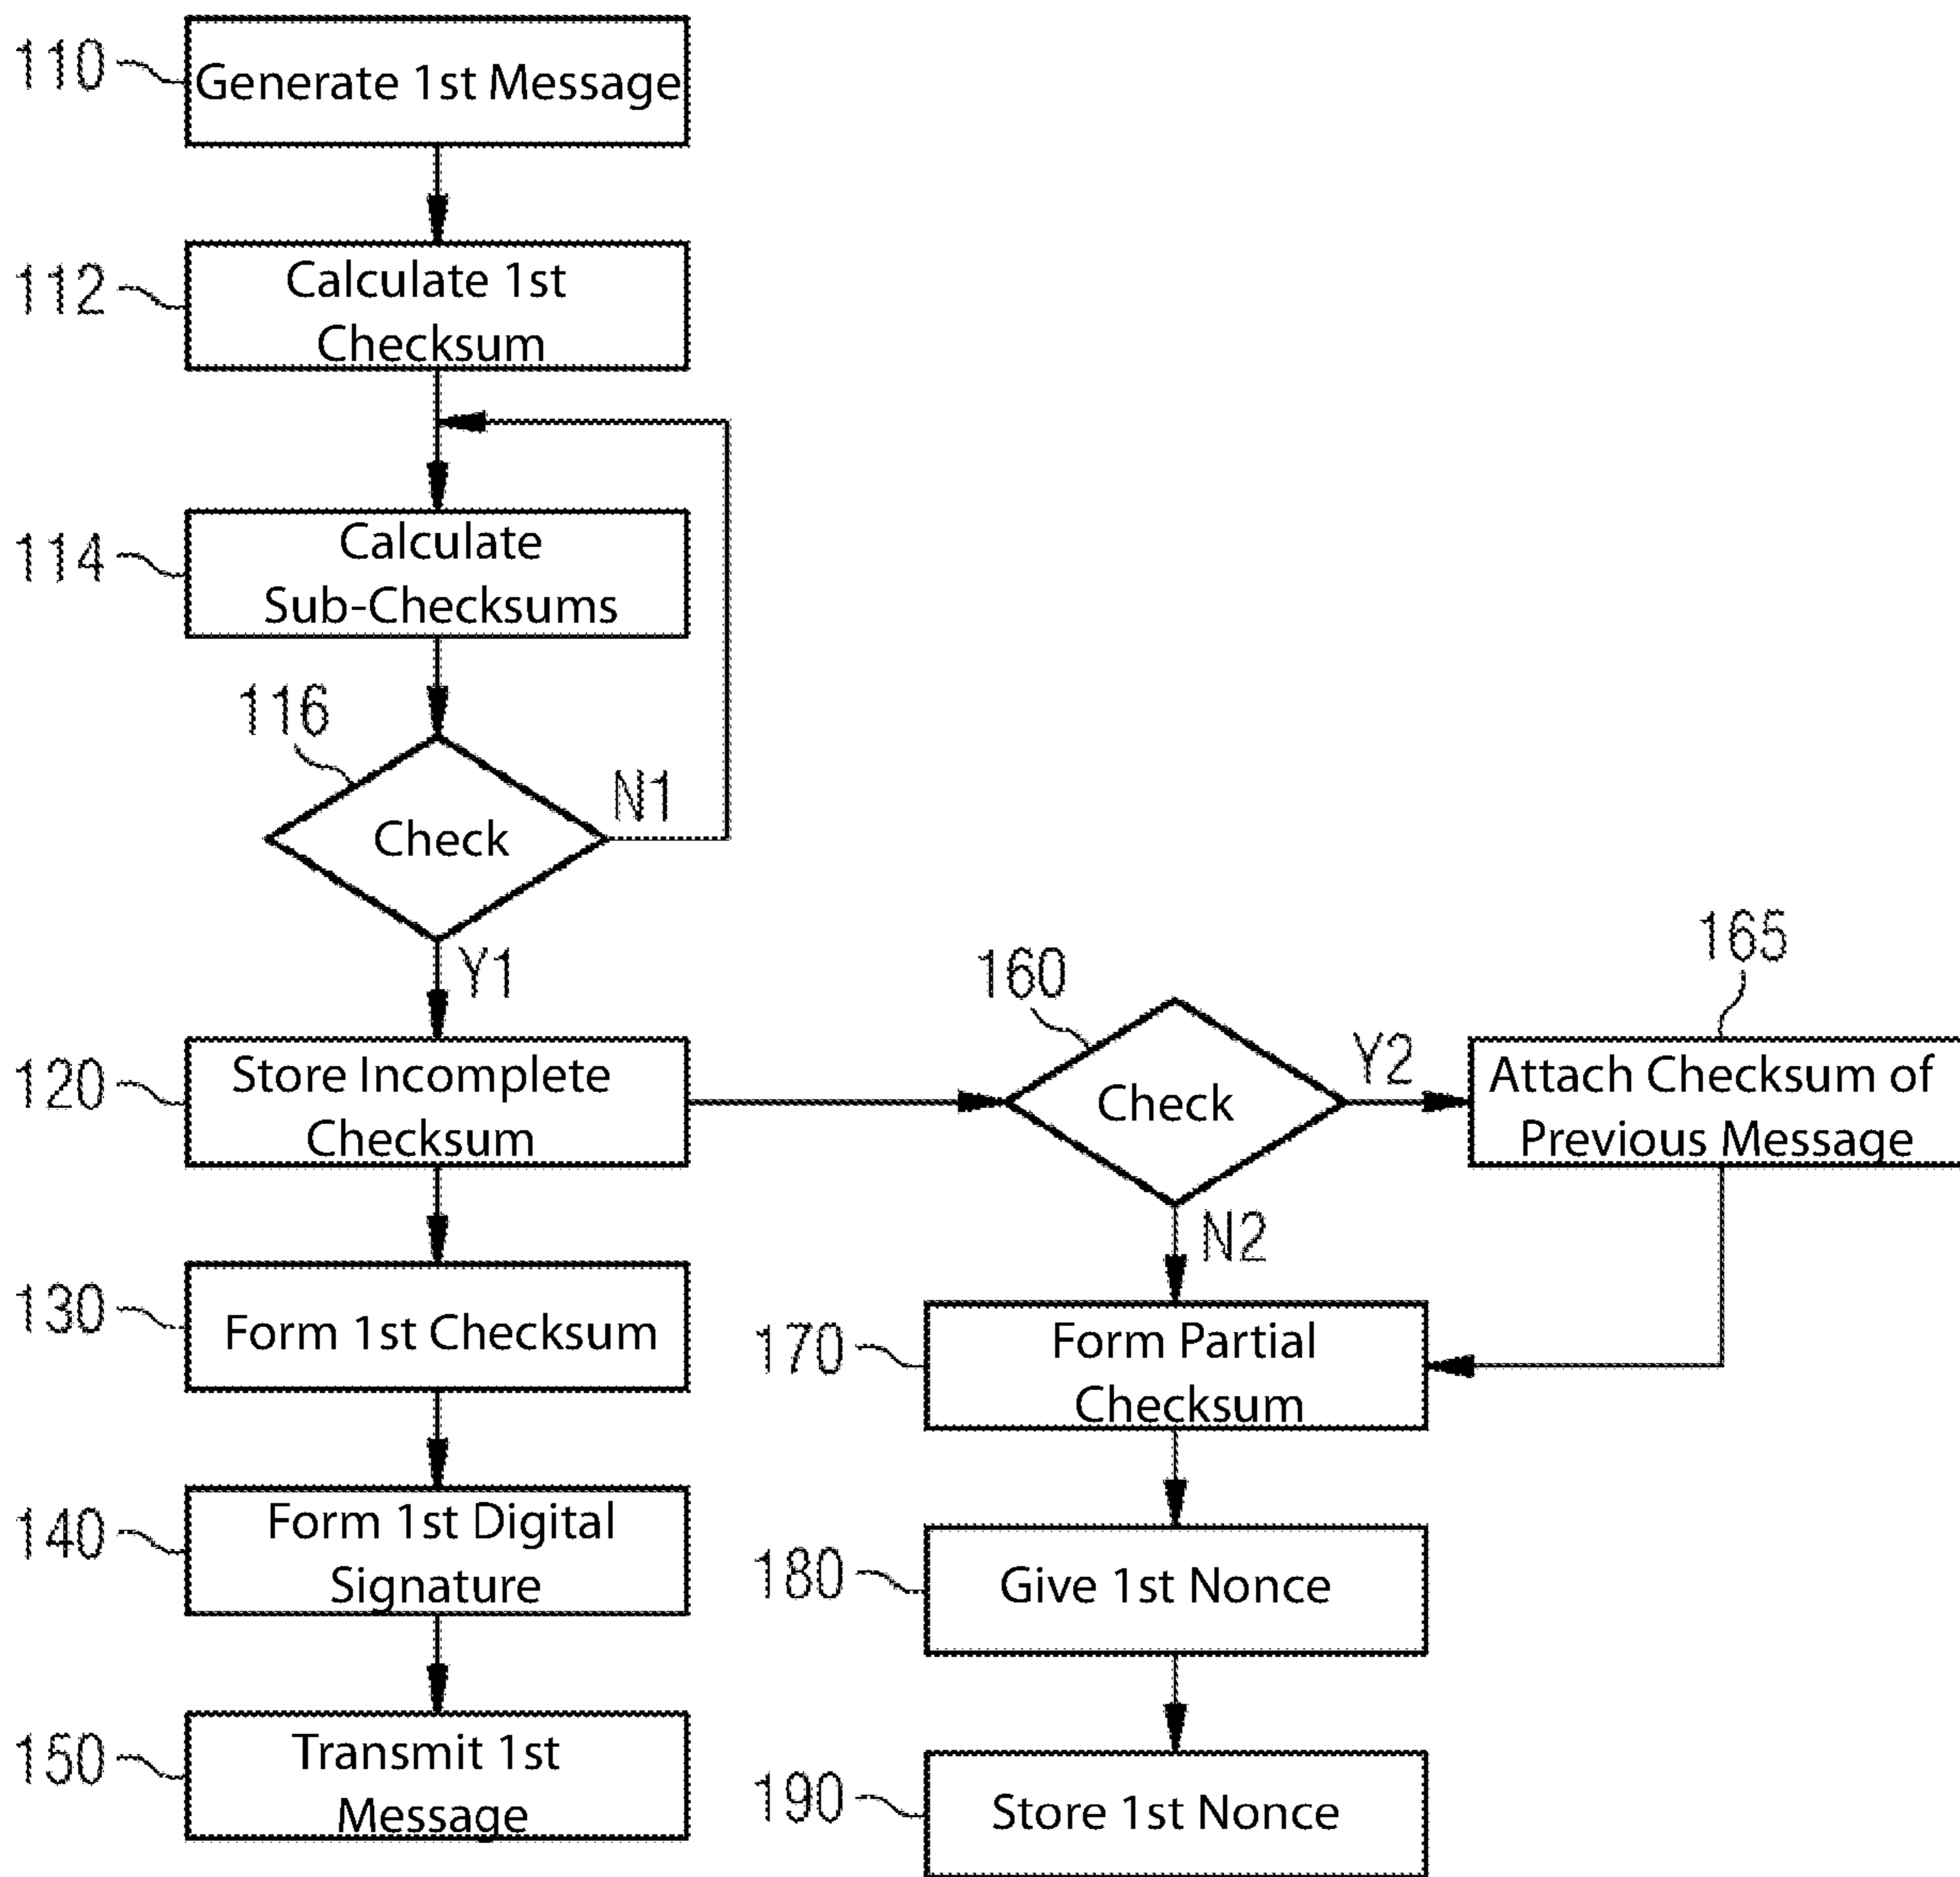 110
Generate 1st Message
112
Calculate 1st
Checksum
114
Calculate
Sub-Checksums
116
Check
N1
Y1
120
Store Incomplete
Checksum
130
Form 1st Checksum
140
Form 1st Digital
Signature
150
Transmit 1st
Message
160
Check
Y2
N2
165
Attach Checksum of
Previous Message
170
Form Partial
Checksum
180
Give 1st Nonce
190
Store 1st Nonce